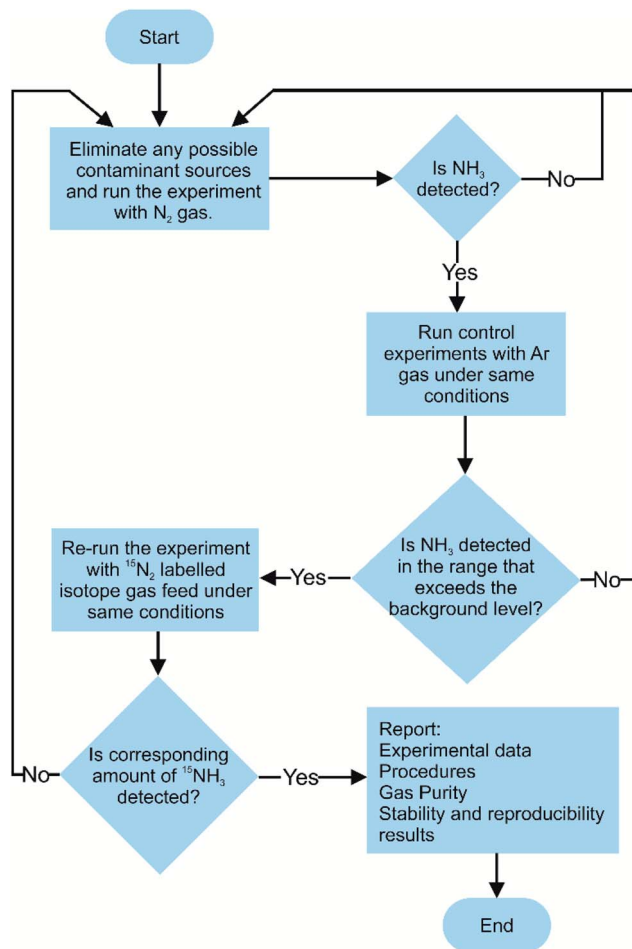 Start
Eliminate any possible
contaminant sources
and run the experiment
with N₂ gas.
Is NH₃
detected?
No
Yes
Run control
experiments with Ar
gas under same
conditions
Is NH₃ detected
in the range that
exceeds the
background level?
No
Yes
Re-run the experiment
with ¹⁵N₂ labelled
isotope gas feed under
same conditions
Is corresponding
amount of ¹⁵NH₃
detected?
No
Yes
Report:
Experimental data
Procedures
Gas Purity
Stability and reproducibility
results
End